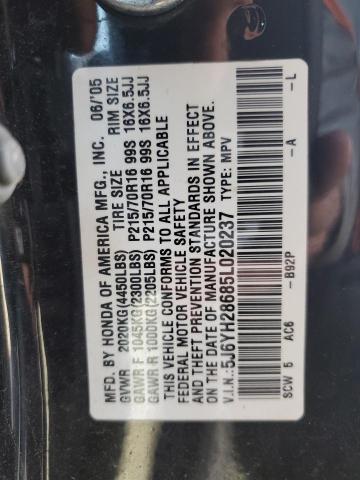 MFD. BY HONDA OF AMERICA MFG., INC. 06/'05
TIRE SIZE RIM SIZE
GVWR 2020KG(4450LBS)
GAWR F 1045KG(2300LBS) P215/70R16 99S 16X6.5JJ
GAWR R 1000KG(2205LBS) P215/70R16 99S 16X6.5JJ
THIS VEHICLE CONFORMS TO ALL APPLICABLE
FEDERAL MOTOR VEHICLE SAFETY
AND THEFT PREVENTION STANDARDS IN EFFECT
ON THE DATE OF MANUFACTURE SHOWN ABOVE.
V.I.N.: 5J6YH28685L020237 TYPE: MPV
-B92P -A -L
SCW 5 AC6